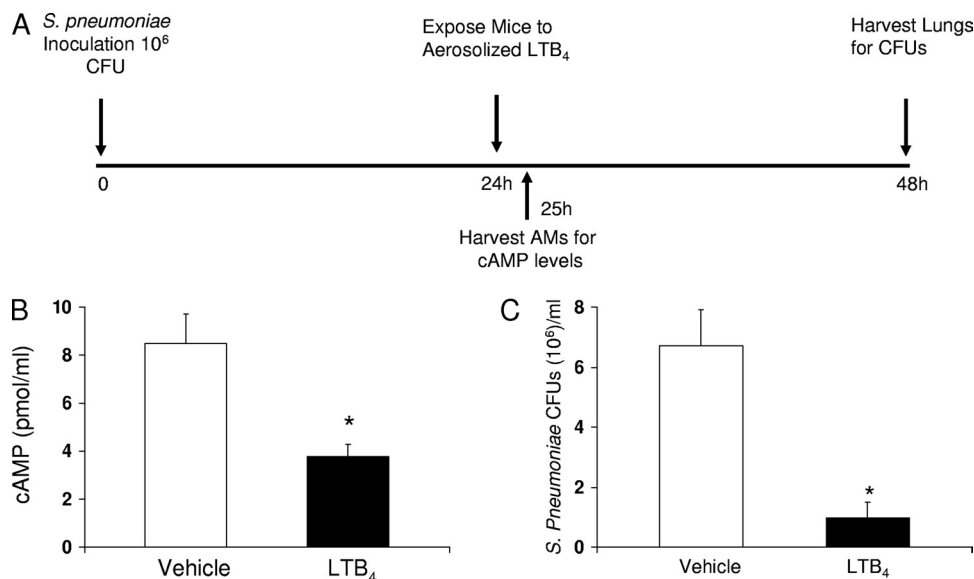 A
S. pneumoniae
Inoculation 10⁶
CFU
Expose Mice to
Aerosolized LTB₄
Harvest Lungs
for CFUs
0
24h
48h
25h
Harvest AMs for
cAMP levels
B
cAMP (pmol/ml)
10
8
6
4
2
0
*
Vehicle
LTB₄
C
S. Pneumoniae CFUs (10⁶)/ml
8
6
4
2
0
*
Vehicle
LTB₄